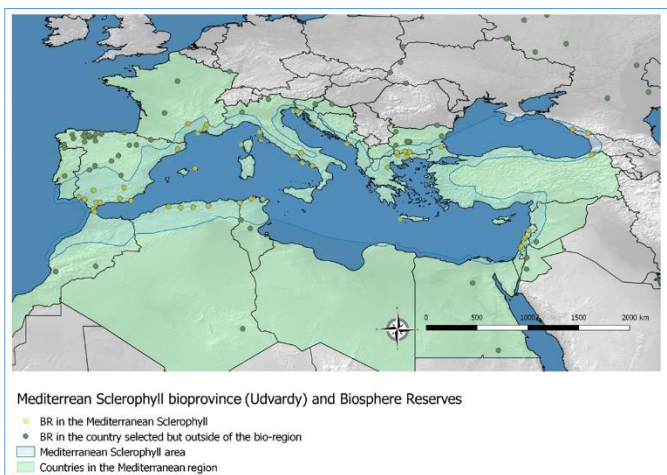 0 500 1000 1500 2000 km
Mediterrean Sclerophyll bioprovince (Udvardy) and Biosphere Reserves
BR in the Mediterranean Sclerophyll
BR in the country selected but outside of the bio-region
Mediterranean Sclerophyll area
Countries in the Mediterranean region